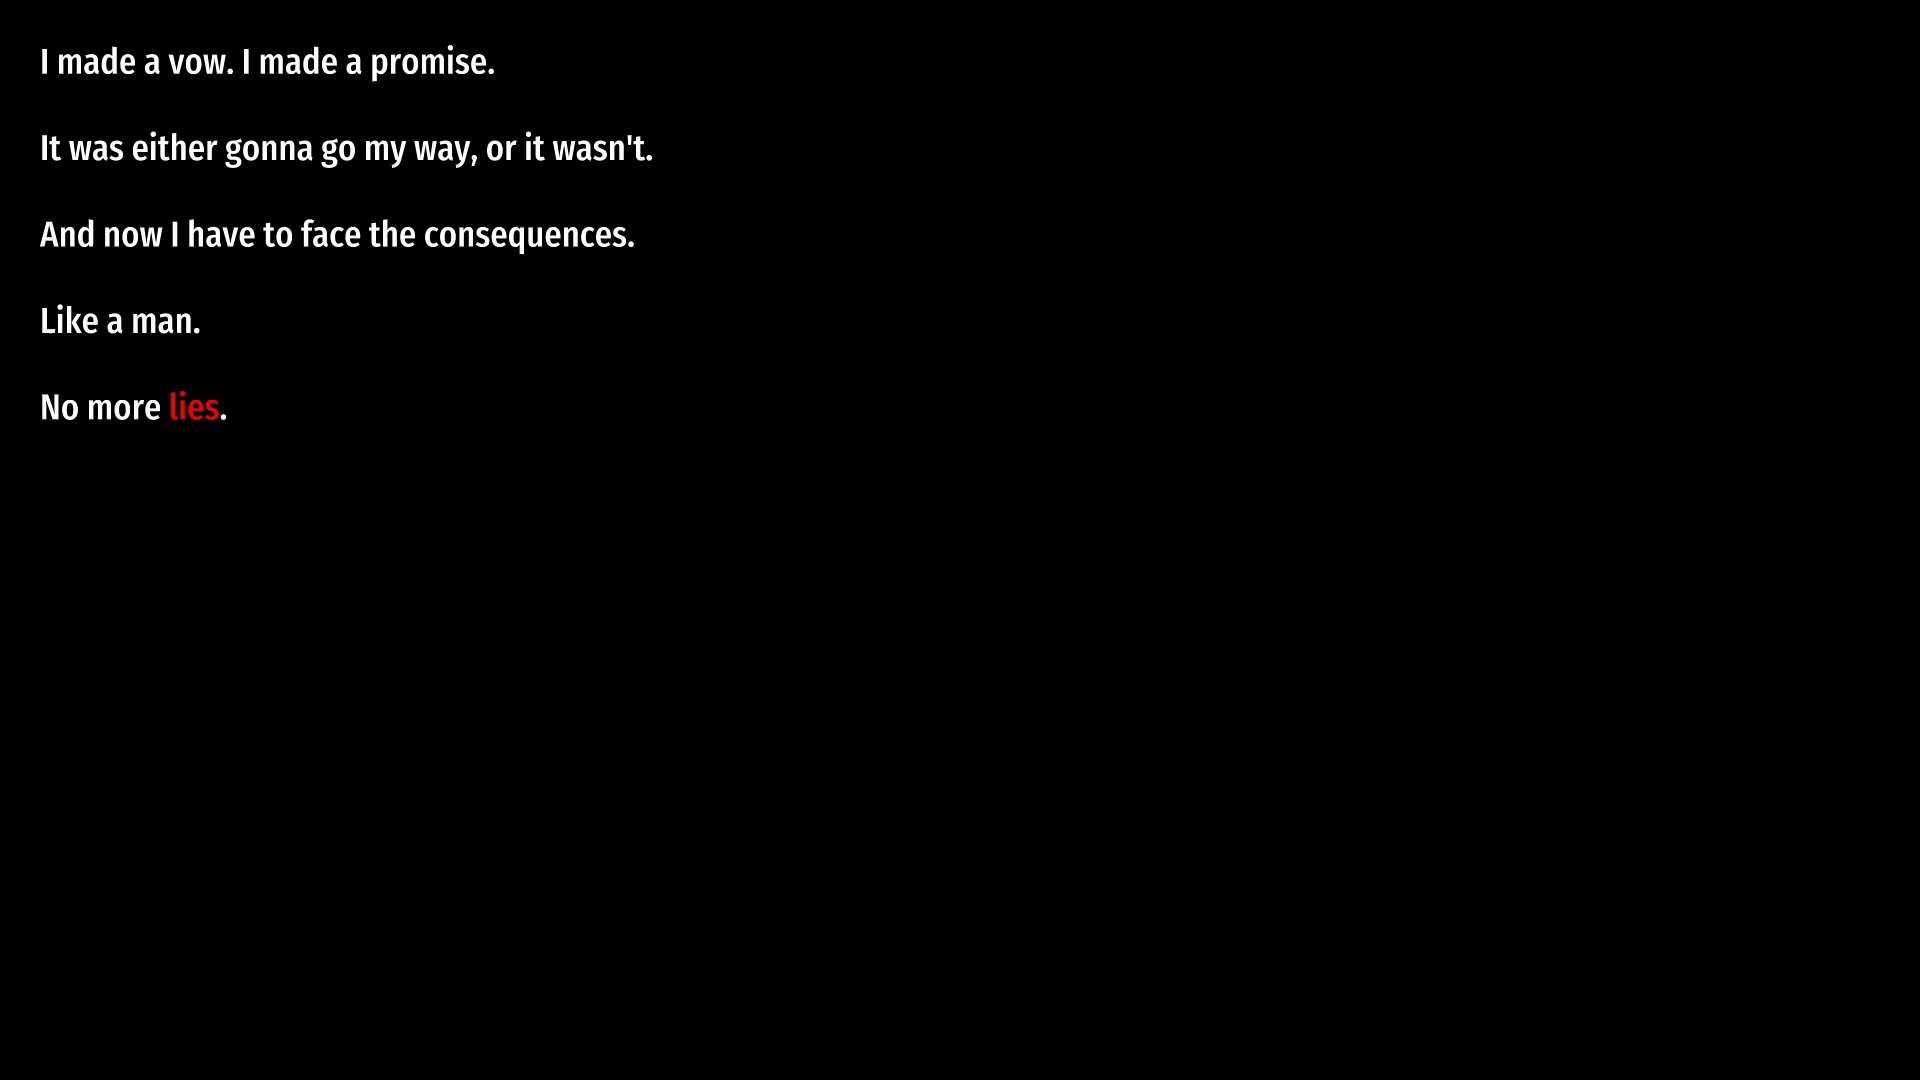 I made a vow. I made a promise.
It was either gonna go my way, or it wasn't.
And now I have to face the consequences.
Like a man.
No more lies.